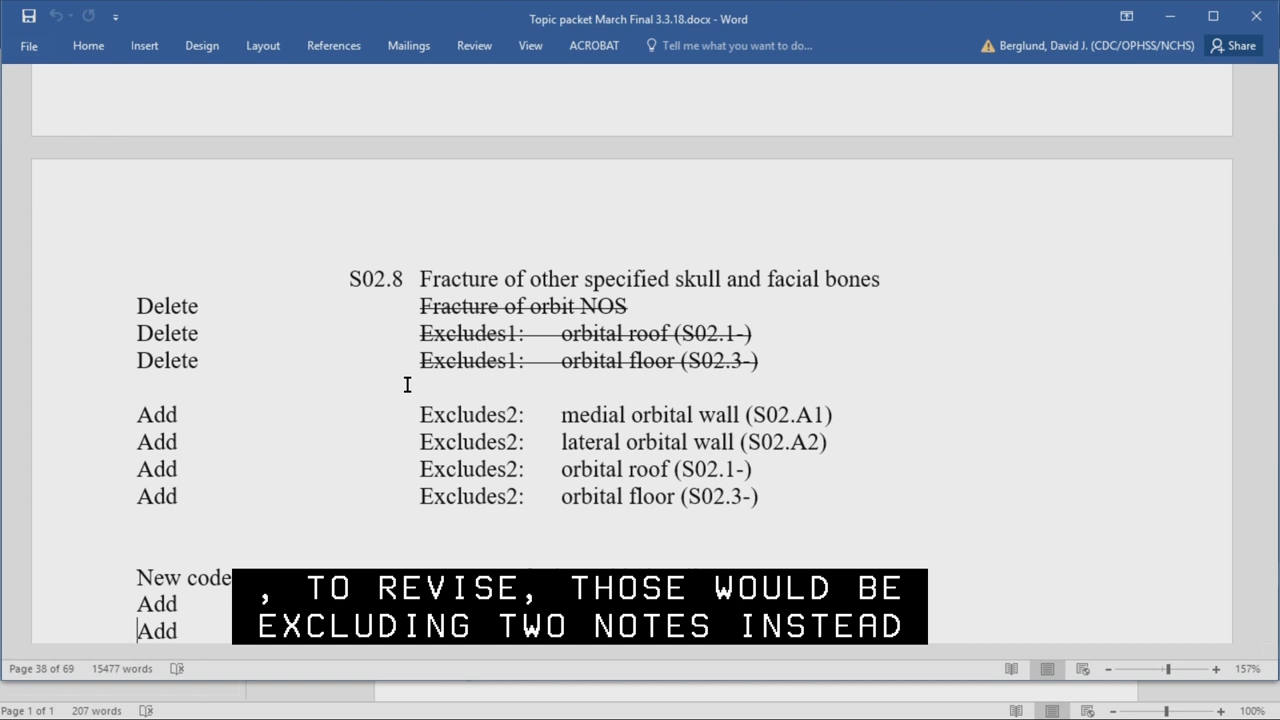 Topic packet March Final 3.3.18.docx - Word
File Home Insert Design Layout References Mailings Review View ACROBAT Tell me what you want to do... Berglund, David J. (CDC/OPHSS/NCHS) Share
S02.8 Fracture of other specified skull and facial bones
Delete Fracture of orbit NOS
Delete Excludes1: orbital roof (S02.1-)
Delete Excludes1: orbital floor (S02.3-)
Add Excludes2: medial orbital wall (S02.A1)
Add Excludes2: lateral orbital wall (S02.A2)
Add Excludes2: orbital roof (S02.1-)
Add Excludes2: orbital floor (S02.3-)
New code
Add
Add
, TO REVISE, THOSE WOULD BE
EXCLUDING TWO NOTES INSTEAD
Page 38 of 69 15477 words 157%
Page 1 of 1 207 words 100%